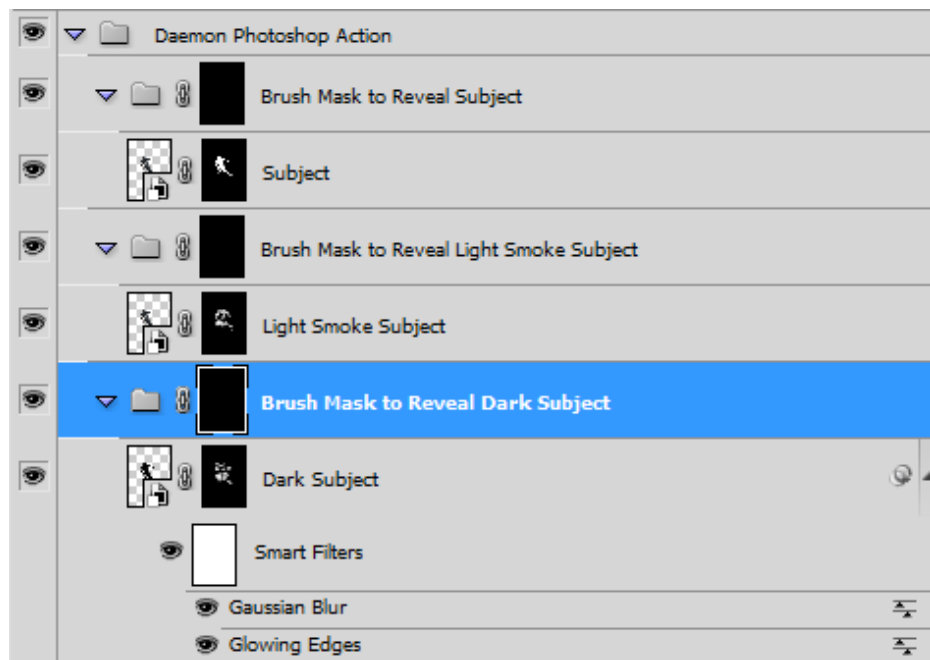 Daemon Photoshop Action
Brush Mask to Reveal Subject
Subject
Brush Mask to Reveal Light Smoke Subject
Light Smoke Subject
Brush Mask to Reveal Dark Subject
Dark Subject
Smart Filters
Gaussian Blur
Glowing Edges